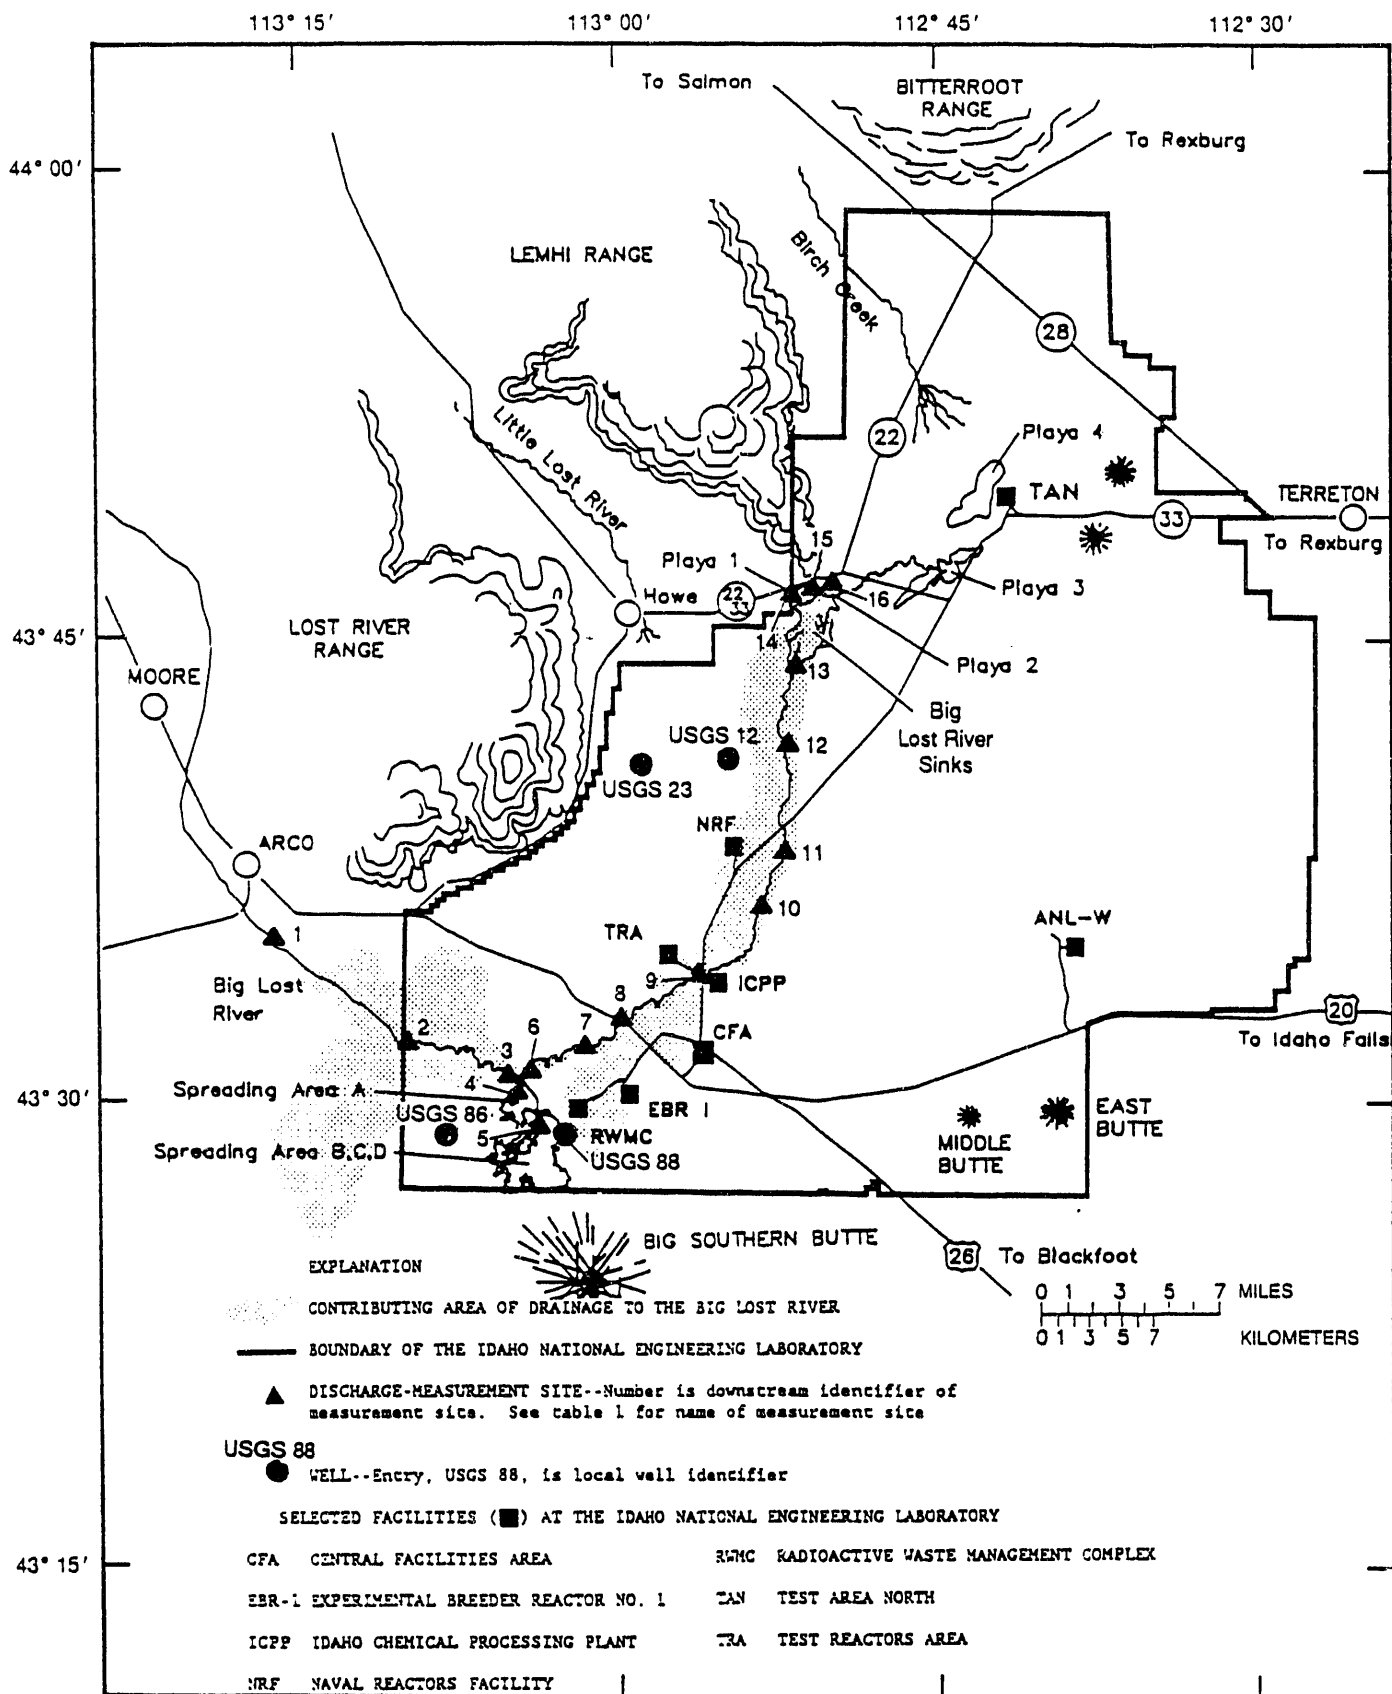 113° 15′
113° 00′
112° 45′
112° 30′
To Salmon
BITTERROOT
RANGE
To Rexburg
44° 00′
LEMHI RANGE
Birch Creek
28
22
Little Lost River
Playa 4
TAN
TERRETON
33
To Rexburg
15
Playa 1
Howe
22
33
16
Playa 3
43° 45′
LOST RIVER
RANGE
14
13
Playa 2
MOORE
Big
Lost River
Sinks
USGS 12
12
USGS 23
NRF
ARCO
11
10
ANL-W
1
TRA
9
ICPP
Big Lost
River
8
20
2
7
CFA
To Idaho Falls
6
3
Spreading Area A
4
43° 30′
USGS 86
EBR I
EAST
BUTTE
5
RWMC
MIDDLE
BUTTE
Spreading Area B,C,D
USGS 88
BIG SOUTHERN BUTTE
26
To Blackfoot
EXPLANATION
0 1 3 5 7 MILES
CONTRIBUTING AREA OF DRAINAGE TO THE BIG LOST RIVER
0 1 3 5 7 KILOMETERS
BOUNDARY OF THE IDAHO NATIONAL ENGINEERING LABORATORY
DISCHARGE-MEASUREMENT SITE--Number is downstream identifier of
measurement site. See table 1 for name of measurement site
USGS 88
WELL--Entry, USGS 88, is local well identifier
SELECTED FACILITIES (■) AT THE IDAHO NATIONAL ENGINEERING LABORATORY
43° 15′
CFA CENTRAL FACILITIES AREA
RWMC RADIOACTIVE WASTE MANAGEMENT COMPLEX
EBR-1 EXPERIMENTAL BREEDER REACTOR NO. 1
TAN TEST AREA NORTH
ICPP IDAHO CHEMICAL PROCESSING PLANT
TRA TEST REACTORS AREA
NRF NAVAL REACTORS FACILITY